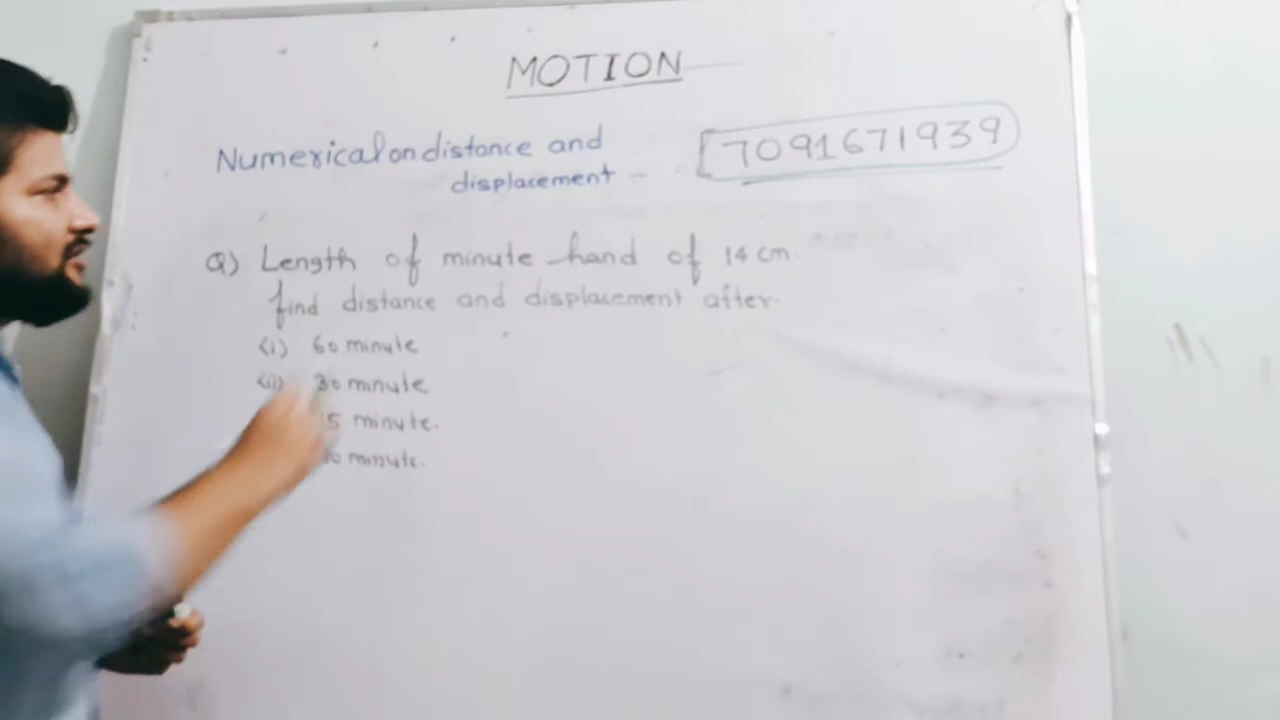 MOTION
Numerical on distance and
displacement
7091671939
Q) Length of minute hand of 14 cm.
find distance and displacement after.
(i) 60 minute
(ii) 30 minute
15 minute.
minute.